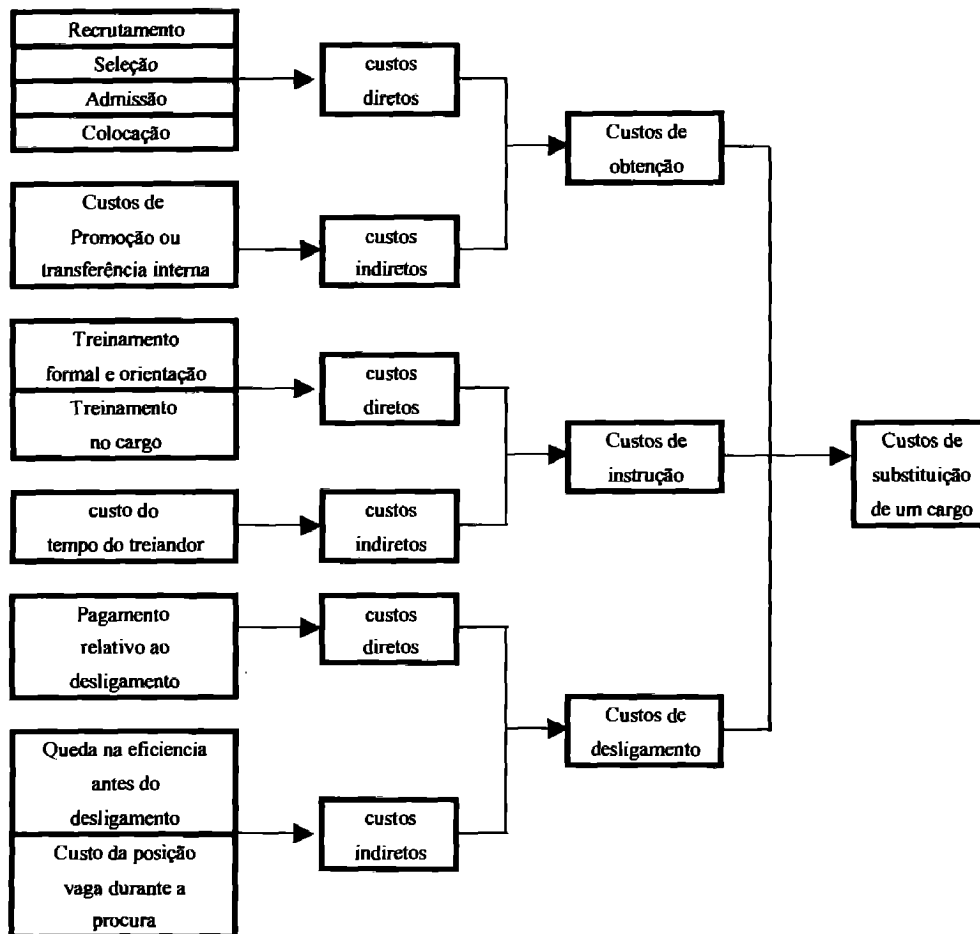 Recrutamento
Seleção
Admissão
Colocação
custos
diretos
Custos de
obtenção
Custos de
Promoção ou
transferência interna
custos
indiretos
Treinamento
formal e orientação
Treinamento
no cargo
custos
diretos
Custos de
instrução
Custos de
substituição
de um cargo
custo do
tempo do treiandor
custos
indiretos
Pagamento
relativo ao
desligamento
custos
diretos
Custos de
desligamento
Queda na eficiencia
antes do
desligamento
Custo da posição
vaga durante a
procura
custos
indiretos